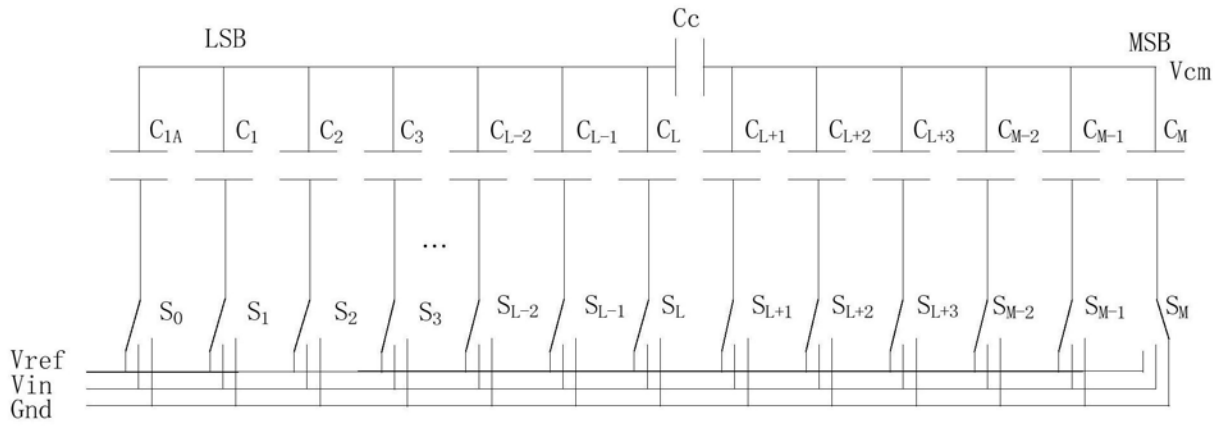 Cc
LSB
MSB
Vcm
C1A C1 C2 C3 CL-2 CL-1 CL CL+1 CL+2 CL+3 CM-2 CM-1 CM
...
S0 S1 S2 S3 SL-2 SL-1 SL SL+1 SL+2 SL+3 SM-2 SM-1 SM
Vref
Vin
Gnd